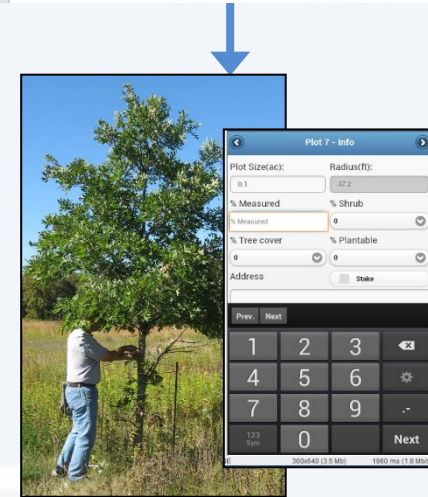 Plot 7 - Info
Plot Size(ac): Radius(ft):
0.1 37.2
% Measured % Shrub
% Measured 0
% Tree cover % Plantable
0 0
Address Stake
Prev. Next
1 2 3
4 5 6
7 8 9 .-
123 Sym 0 Next
360x640 (3.5 Mb) 1960 ms (1.8 Mb/